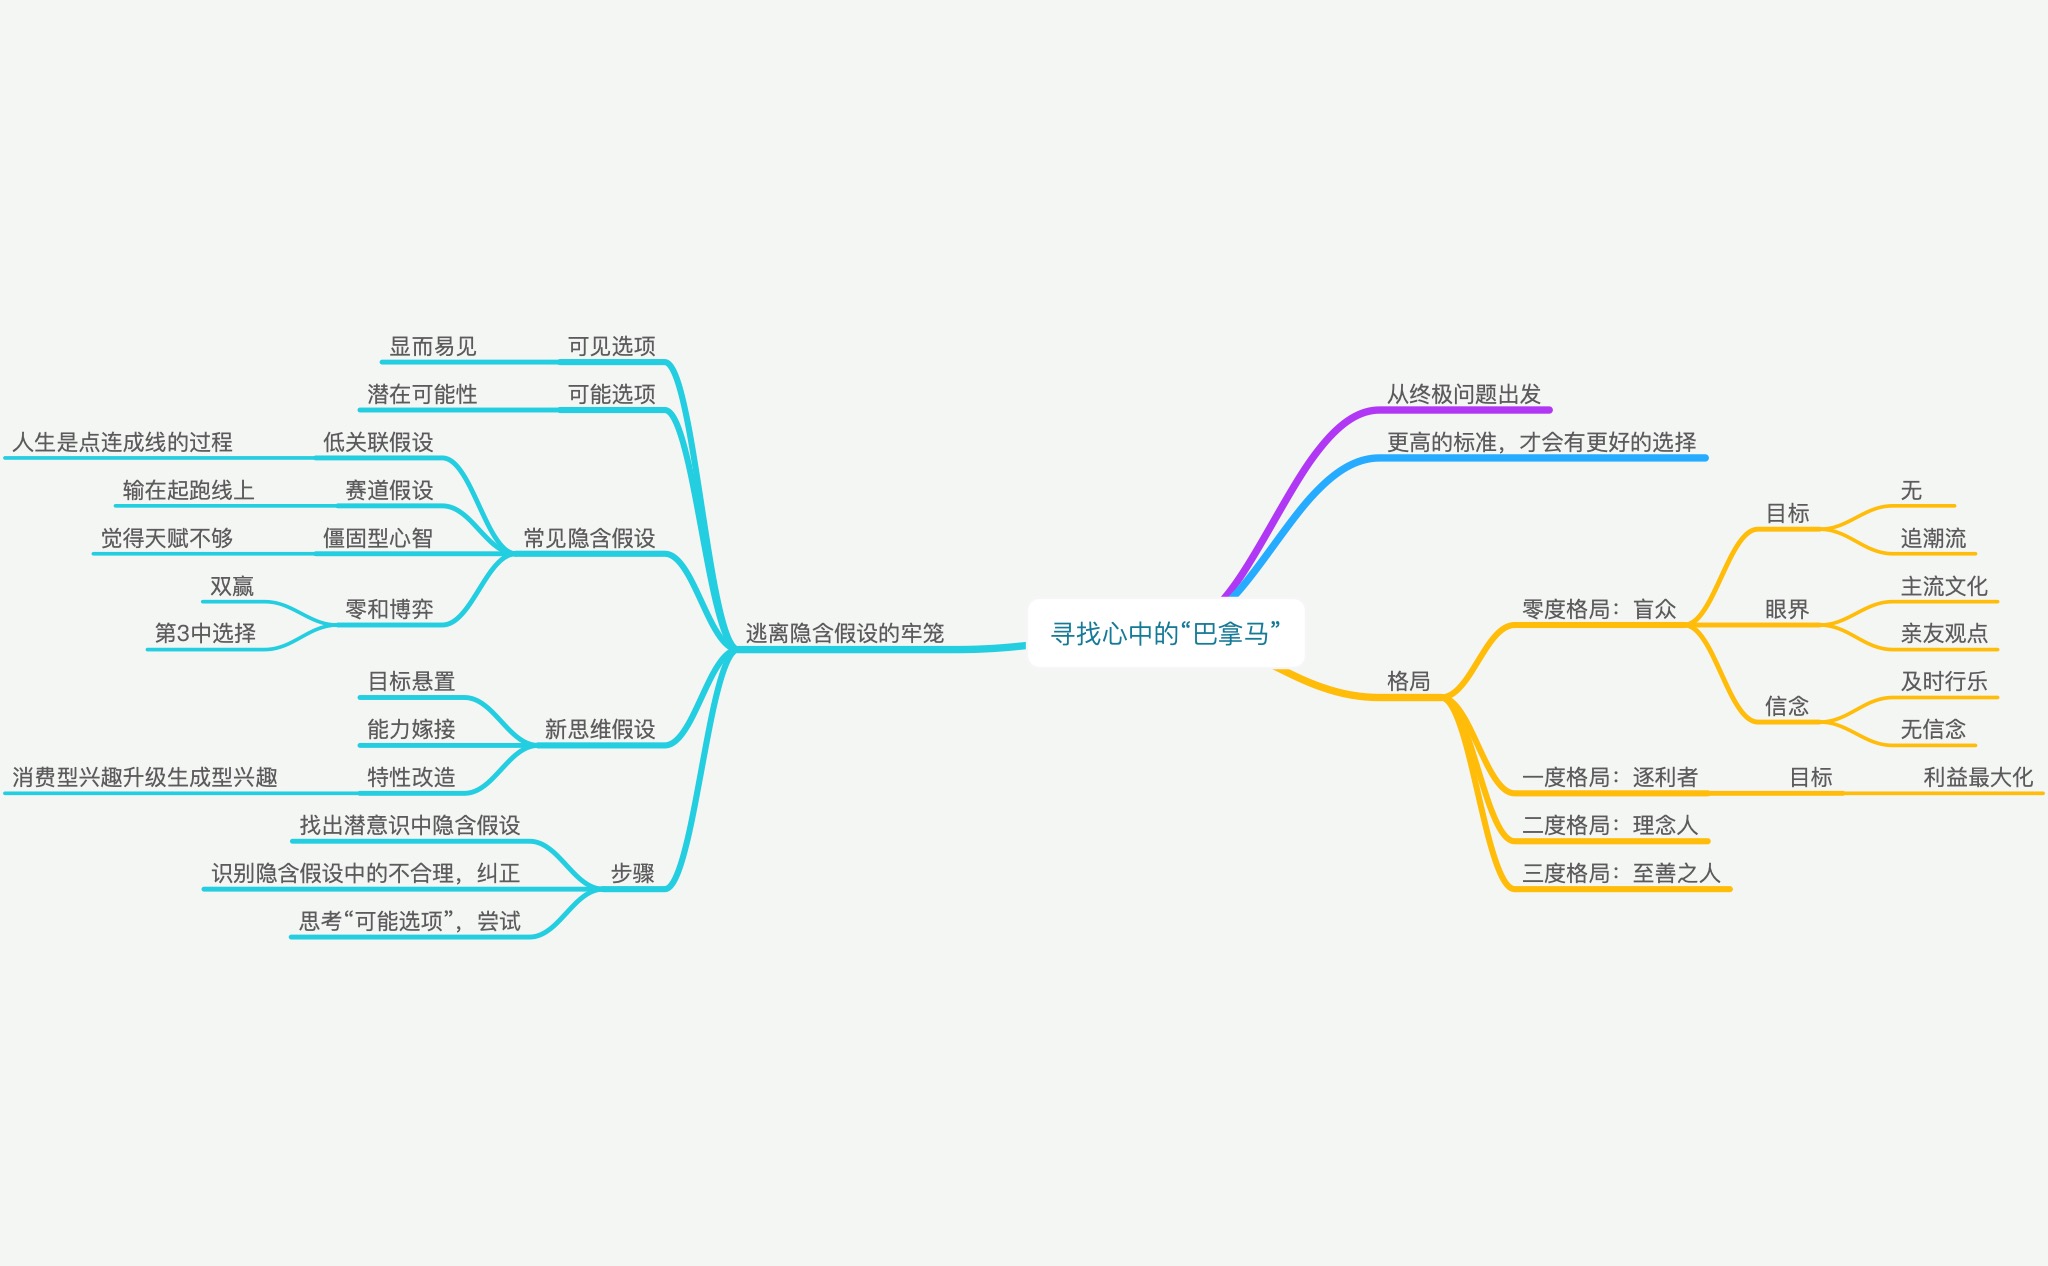 寻找心中的“巴拿马”
从终极问题出发
更高的标准，才会有更好的选择
格局
零度格局：盲众
目标
无
追潮流
眼界
主流文化
亲友观点
信念
及时行乐
无信念
一度格局：逐利者
目标
利益最大化
二度格局：理念人
三度格局：至善之人
逃离隐含假设的牢笼
可见选项
显而易见
可能选项
潜在可能性
常见隐含假设
低关联假设
人生是点连成线的过程
赛道假设
输在起跑线上
僵固型心智
觉得天赋不够
零和博弈
双赢
第3中选择
新思维假设
目标悬置
能力嫁接
特性改造
消费型兴趣升级生成型兴趣
步骤
找出潜意识中隐含假设
识别隐含假设中的不合理，纠正
思考“可能选项”，尝试